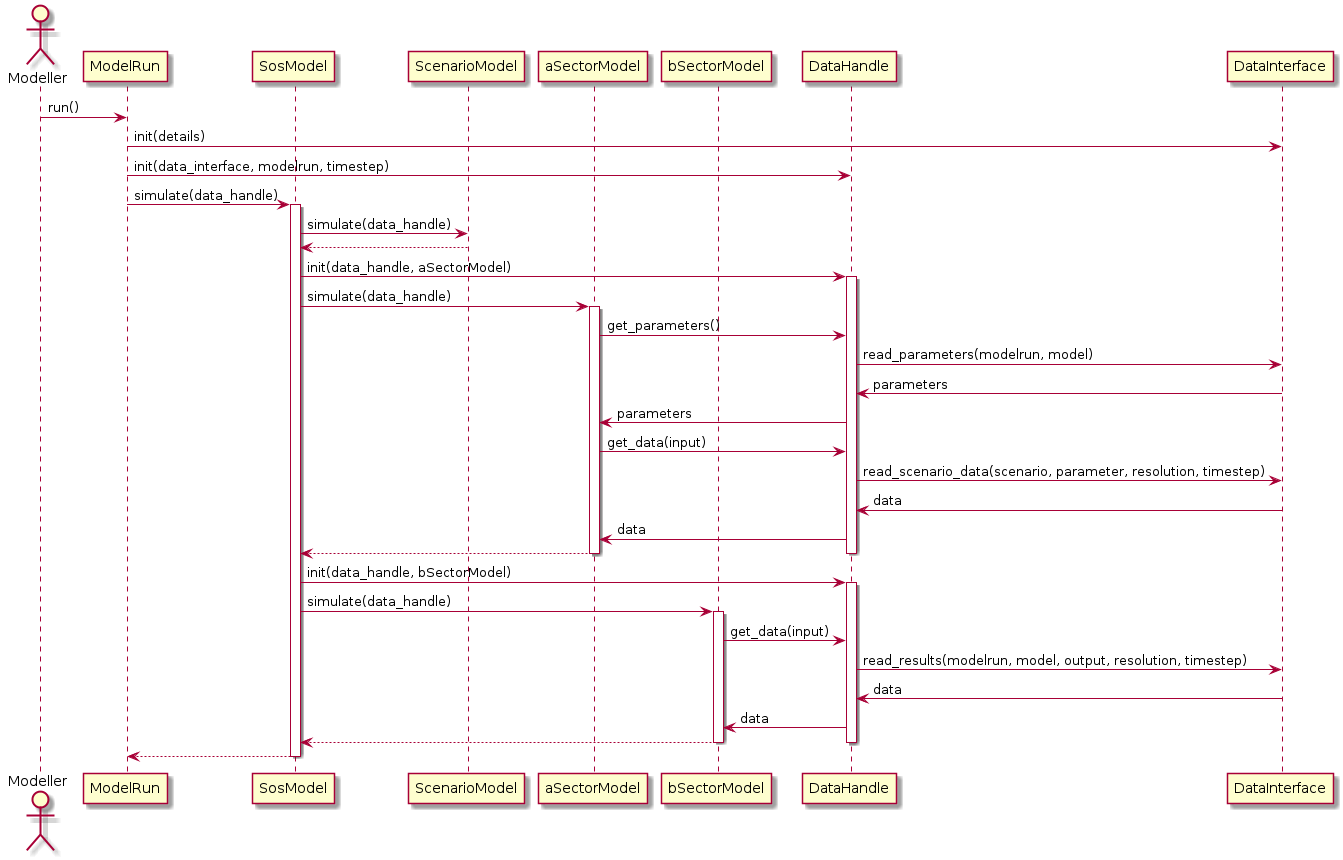 Modeller
ModelRun
SosModel
ScenarioModel
aSectorModel
bSectorModel
DataHandle
DataInterface
run()
init(details)
init(data_interface, modelrun, timestep)
simulate(data_handle)
simulate(data_handle)
init(data_handle, aSectorModel)
simulate(data_handle)
get_parameters()
read_parameters(modelrun, model)
parameters
parameters
get_data(input)
read_scenario_data(scenario, parameter, resolution, timestep)
data
data
init(data_handle, bSectorModel)
simulate(data_handle)
get_data(input)
read_results(modelrun, model, output, resolution, timestep)
data
data
Modeller
ModelRun
SosModel
ScenarioModel
aSectorModel
bSectorModel
DataHandle
DataInterface